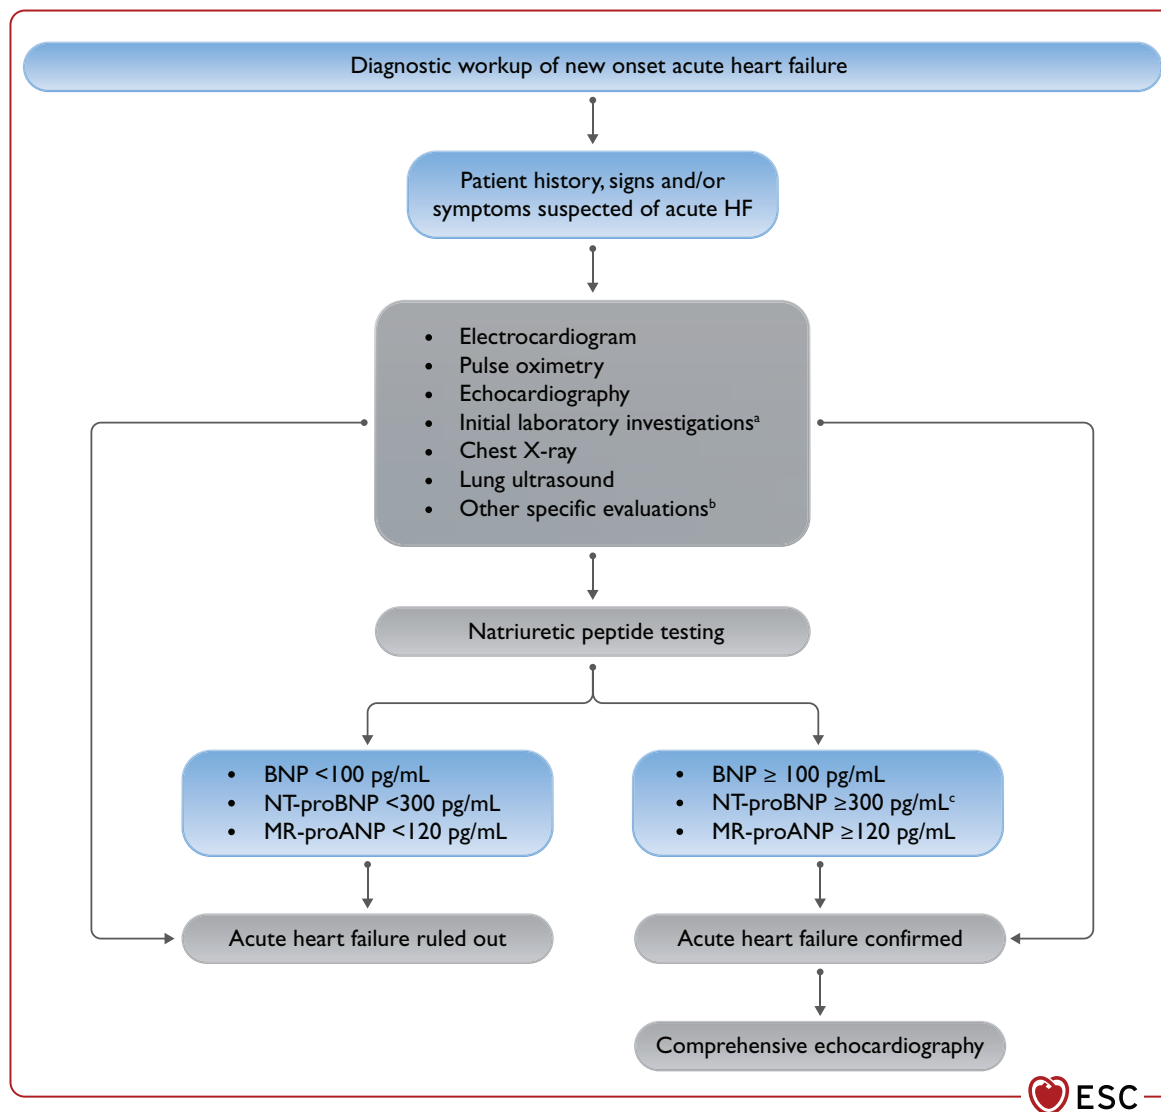 Diagnostic workup of new onset acute heart failure
Patient history, signs and/or
symptoms suspected of acute HF
• Electrocardiogram
• Pulse oximetry
• Echocardiography
• Initial laboratory investigationsᵃ
• Chest X-ray
• Lung ultrasound
• Other specific evaluationsᵇ
Natriuretic peptide testing
• BNP <100 pg/mL
• NT-proBNP <300 pg/mL
• MR-proANP <120 pg/mL
• BNP ≥ 100 pg/mL
• NT-proBNP ≥300 pg/mLᶜ
• MR-proANP ≥120 pg/mL
Acute heart failure ruled out
Acute heart failure confirmed
Comprehensive echocardiography
ESC